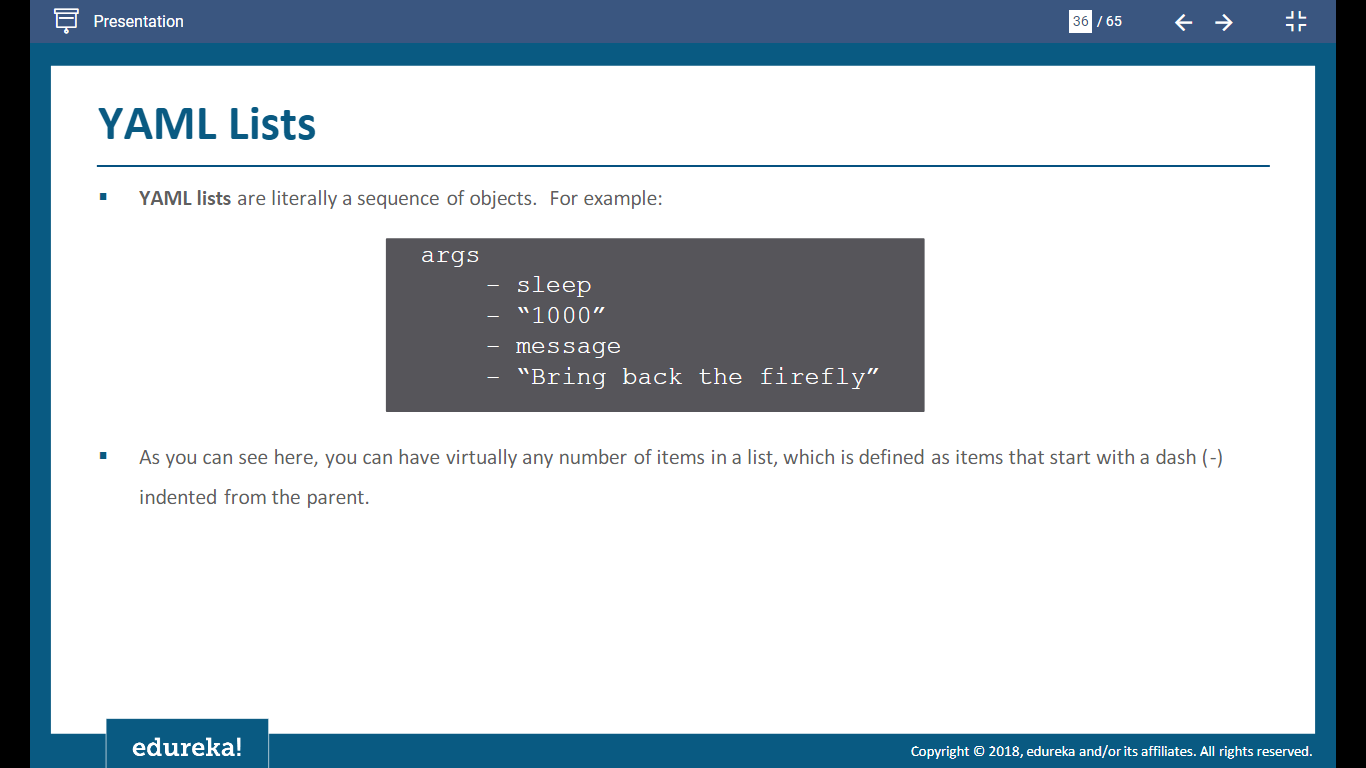 Presentation
36 / 65
YAML Lists
▪ YAML lists are literally a sequence of objects. For example:
args
- sleep
- “1000”
- message
- “Bring back the firefly”
▪ As you can see here, you can have virtually any number of items in a list, which is defined as items that start with a dash (-)
indented from the parent.
edureka!
Copyright © 2018, edureka and/or its affiliates. All rights reserved.